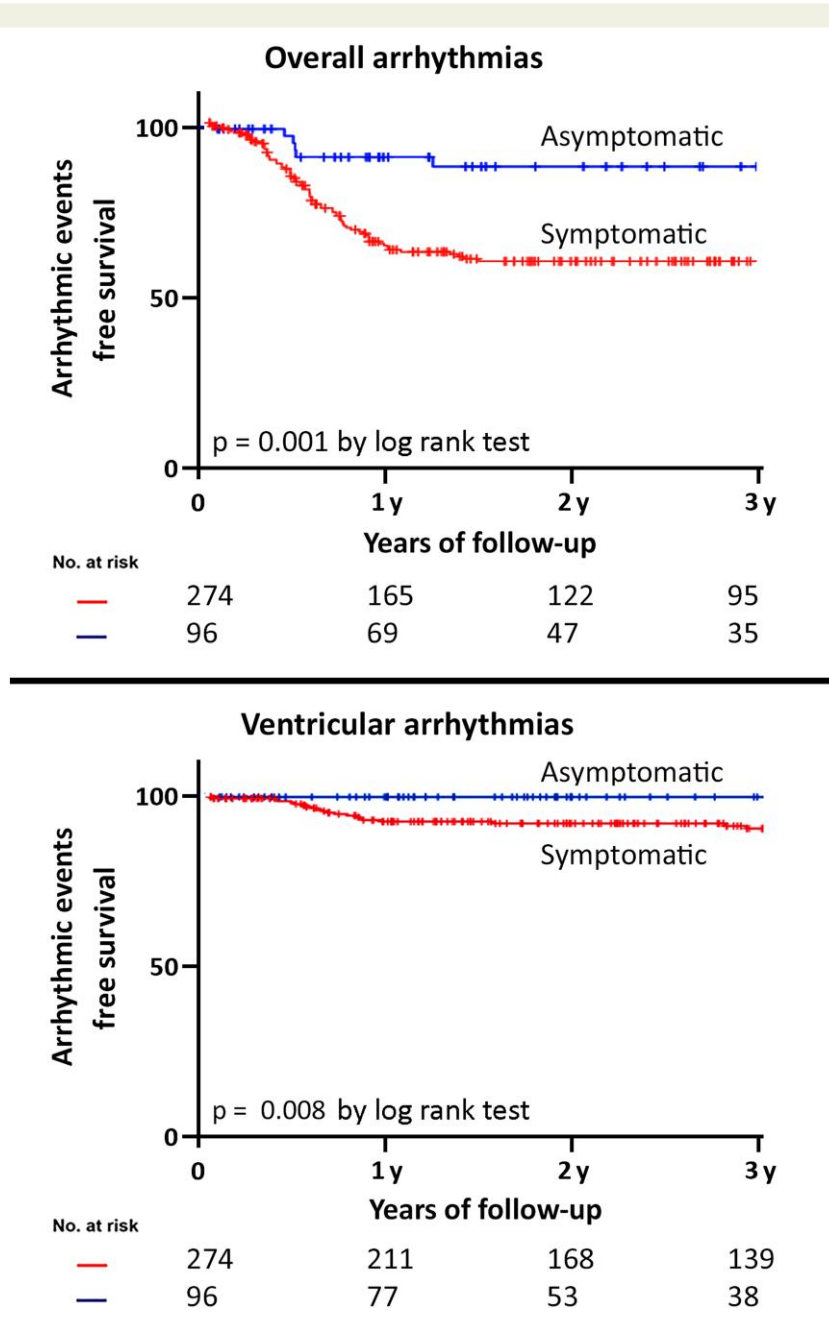 Overall arrhythmias
Arrhythmic events
free survival
100
50
0
Asymptomatic
Symptomatic
p = 0.001 by log rank test
0 1 y 2 y 3 y
Years of follow-up
No. at risk
274 165 122 95
96 69 47 35
Ventricular arrhythmias
Arrhythmic events
free survival
100
50
0
Asymptomatic
Symptomatic
p = 0.008 by log rank test
0 1 y 2 y 3 y
Years of follow-up
No. at risk
274 211 168 139
96 77 53 38